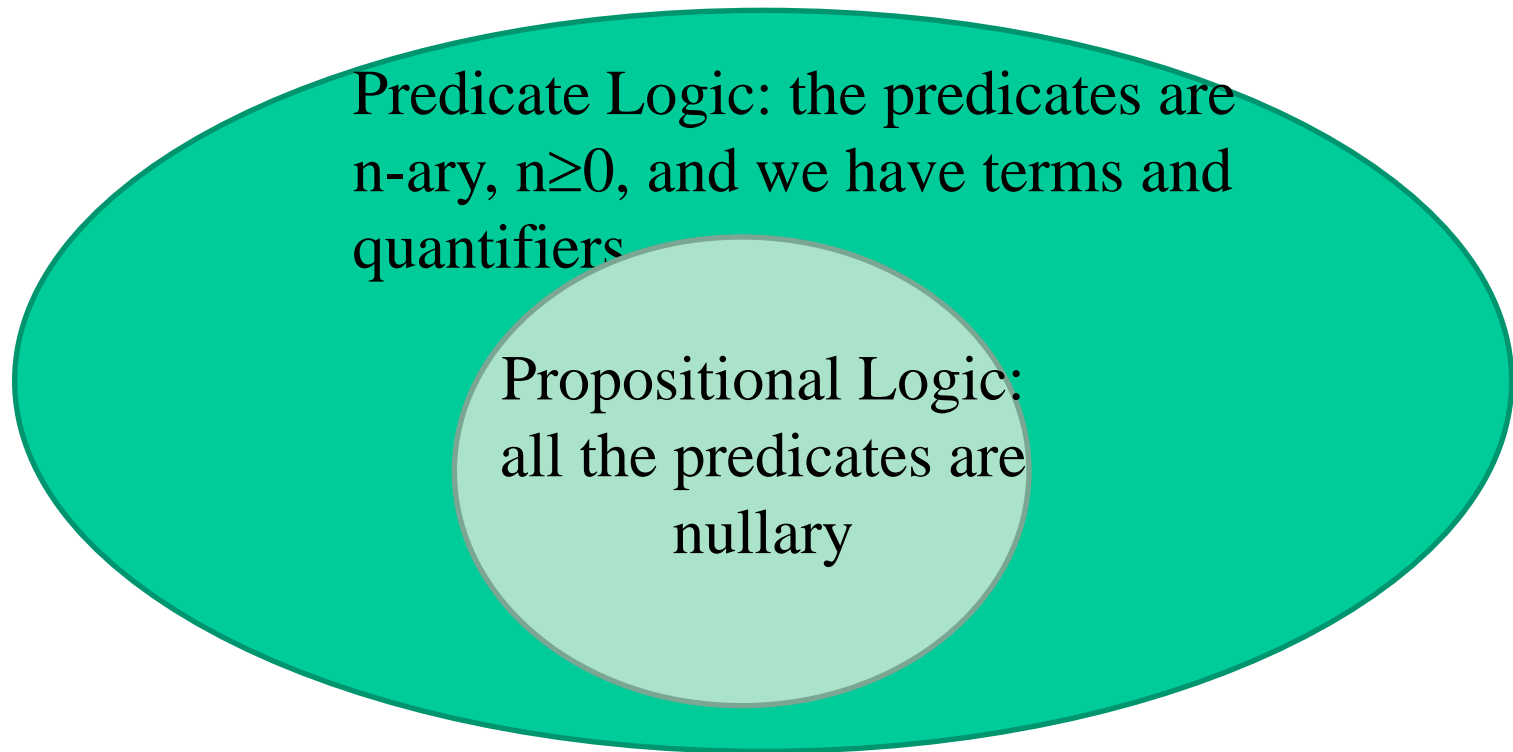 Predicate Logic: the predicates are
n-ary, n≥0, and we have terms and
quantifiers
Propositional Logic:
all the predicates are
nullary